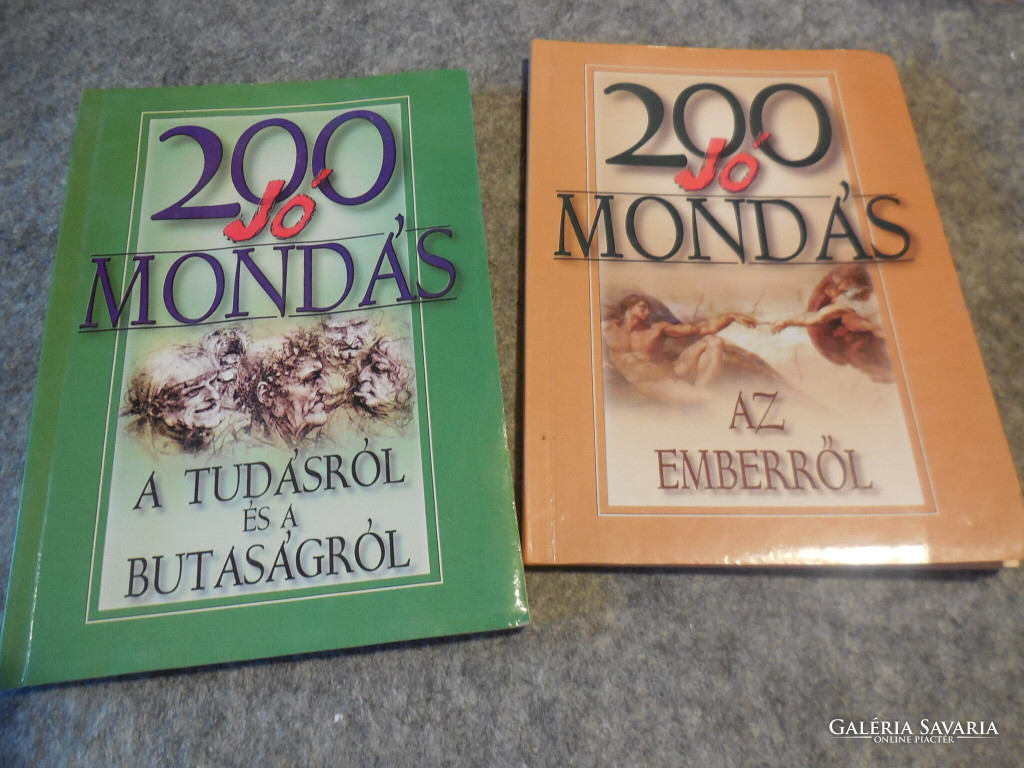 200
JÓ
MONDÁS
A TUDÁSRÓL
ÉS A
BUTASÁGRÓL
200
JÓ
MONDÁS
AZ
EMBERRŐL
GALÉRIA SAVARIA
ONLINE PIACTÉR